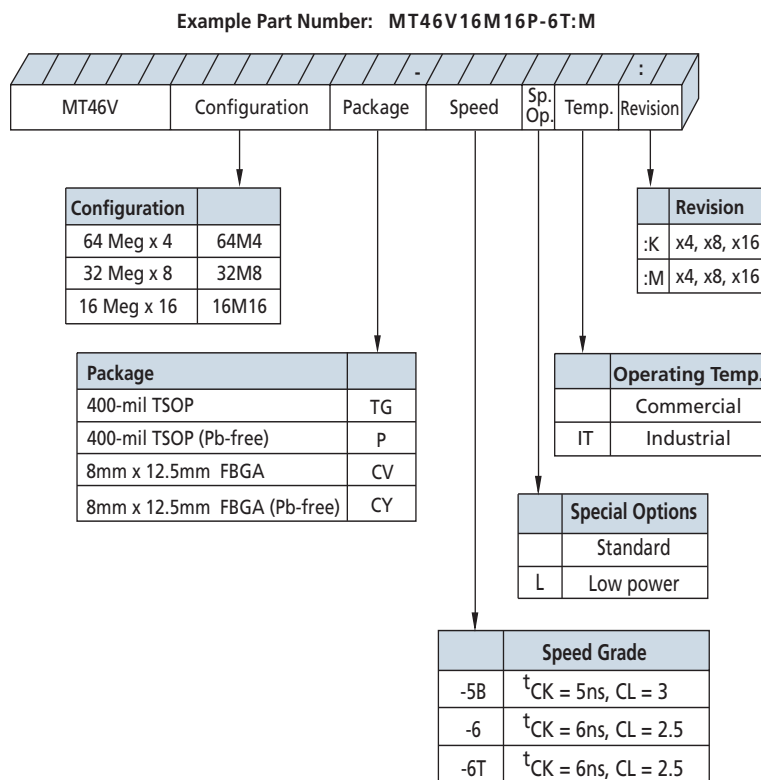 Example Part Number: MT46V16M16P-6T:M
- :
MT46V Configuration Package Speed Sp. Op. Temp. Revision
Configuration
64 Meg x 4 64M4
32 Meg x 8 32M8
16 Meg x 16 16M16
Revision
:K x4, x8, x16
:M x4, x8, x16
Package
400-mil TSOP TG
400-mil TSOP (Pb-free) P
8mm x 12.5mm FBGA CV
8mm x 12.5mm FBGA (Pb-free) CY
Operating Temp.
Commercial
IT Industrial
Special Options
Standard
L Low power
Speed Grade
-5B tCK = 5ns, CL = 3
-6 tCK = 6ns, CL = 2.5
-6T tCK = 6ns, CL = 2.5